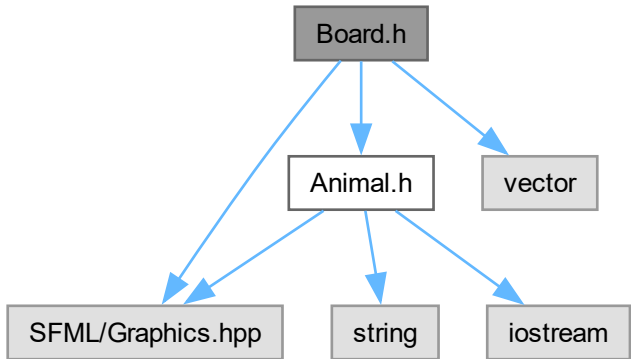 Board.h
Animal.h
vector
SFML/Graphics.hpp
string
iostream